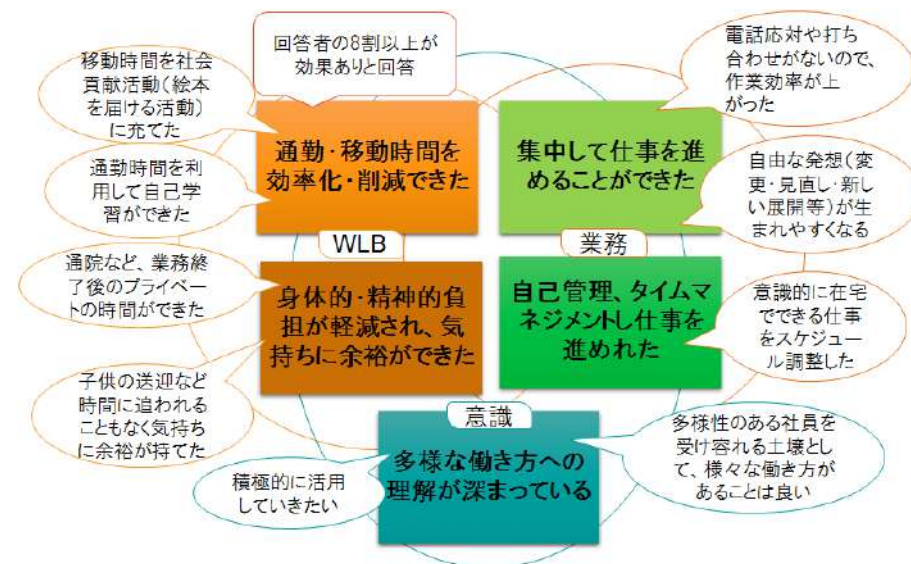 回答者の8割以上が
効果ありと回答
移動時間を社会
貢献活動(絵本
を届ける活動)
に充てた
通勤時間を利
用して自己学
習ができた
通勤・移動時間を
効率化・削減できた
WLB
通院など、業務終
了後のプライベー
トの時間ができた
身体的・精神的負
担が軽減され、気
持ちに余裕ができた
子供の送迎など
時間に追われる
こともなく気持ち
に余裕が持てた
電話応対や打ち
合わせがないので、
作業効率が上
がった
集中して仕事を進
めることができた
自由な発想(変
更・見直し・新し
い展開等)が生
まれやすくなる
業務
自己管理、タイムマ
ネジメントし仕事を
進めれた
意識的に在宅
でできる仕事
をスケジュー
ル調整した
意識
多様な働き方への
理解が深まっている
積極的に活用
していきたい
多様性のある社員を
受け容れる土壌とし
て、様々な働き方が
あることは良い